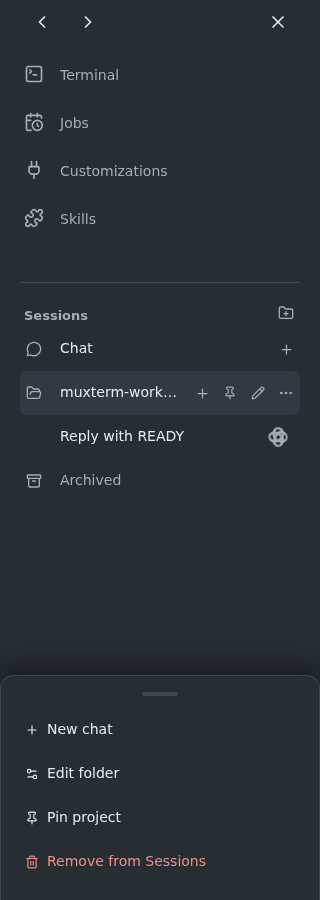 Terminal
Jobs
Customizations
Skills
Sessions
Chat
muxterm-work...
Reply with READY
Archived
New chat
Edit folder
Pin project
Remove from Sessions